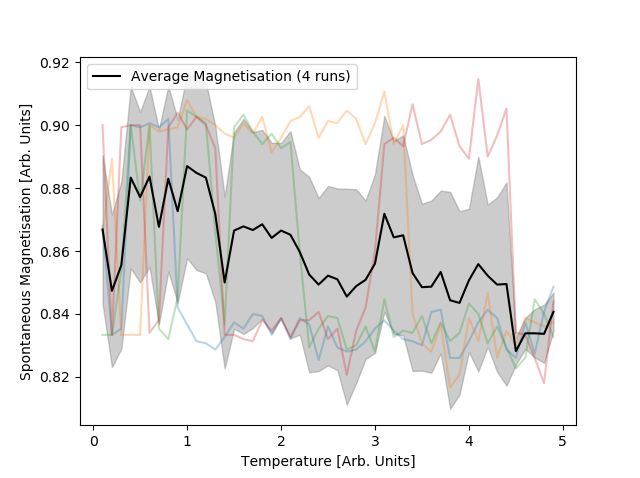 0.92
0.90
0.88
0.86
0.84
0.82
Spontaneous Magnetisation [Arb. Units]
Average Magnetisation (4 runs)
0 1 2 3 4 5
Temperature [Arb. Units]